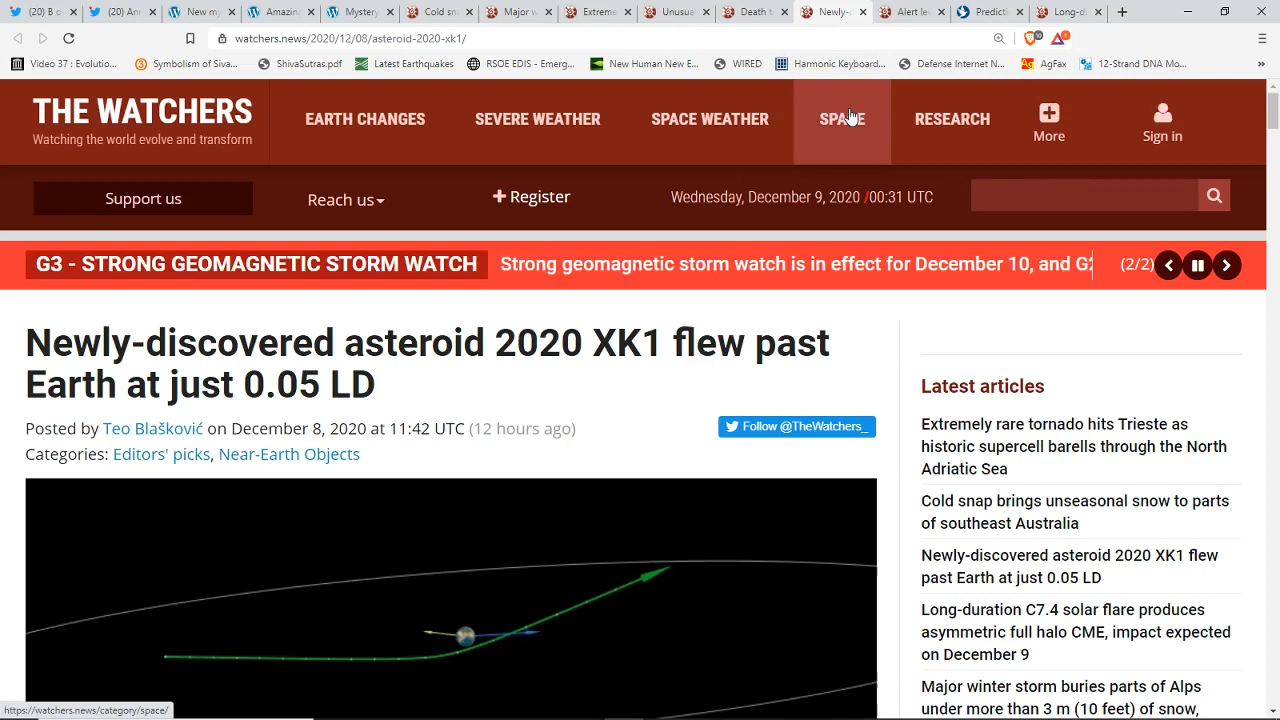 (20) B o
(20) Anr
New my
Amazin
Mystery
Cold sn
Major w
Extreme
Unusua
Death t
Newly-
Alert le
Predicti
Long-di
watchers.news/2020/12/08/asteroid-2020-xk1/
Video 37 : Evolutio...
Symbolism of Siva...
ShivaSutras.pdf
Latest Earthquakes
RSOE EDIS - Emerg...
New Human New E...
WIRED
Harmonic Keyboard...
Defense Internet N...
AgFax
12-Strand DNA Mo...
»
THE WATCHERS
Watching the world evolve and transform
EARTH CHANGES
SEVERE WEATHER
SPACE WEATHER
SPACE
RESEARCH
More
Sign in
Support us
Reach us
Register
Wednesday, December 9, 2020 / 00:31 UTC
G3 - STRONG GEOMAGNETIC STORM WATCH
Strong geomagnetic storm watch is in effect for December 10, and G2
(2/2)
Newly-discovered asteroid 2020 XK1 flew past
Earth at just 0.05 LD
Posted by Teo Blašković on December 8, 2020 at 11:42 UTC (12 hours ago)
Follow @TheWatchers_
Categories: Editors' picks, Near-Earth Objects
Latest articles
Extremely rare tornado hits Trieste as
historic supercell barells through the North
Adriatic Sea
Cold snap brings unseasonal snow to parts
of southeast Australia
Newly-discovered asteroid 2020 XK1 flew
past Earth at just 0.05 LD
Long-duration C7.4 solar flare produces
asymmetric full halo CME, impact expected
on December 9
Major winter storm buries parts of Alps
under more than 3 m (10 feet) of snow,
https://watchers.news/category/space/